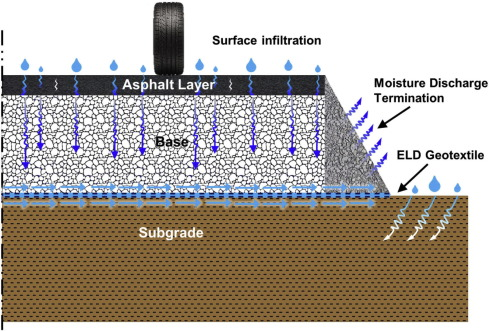 Surface infiltration
Asphalt Layer
Moisture Discharge
Termination
Base
ELD Geotextile
Subgrade